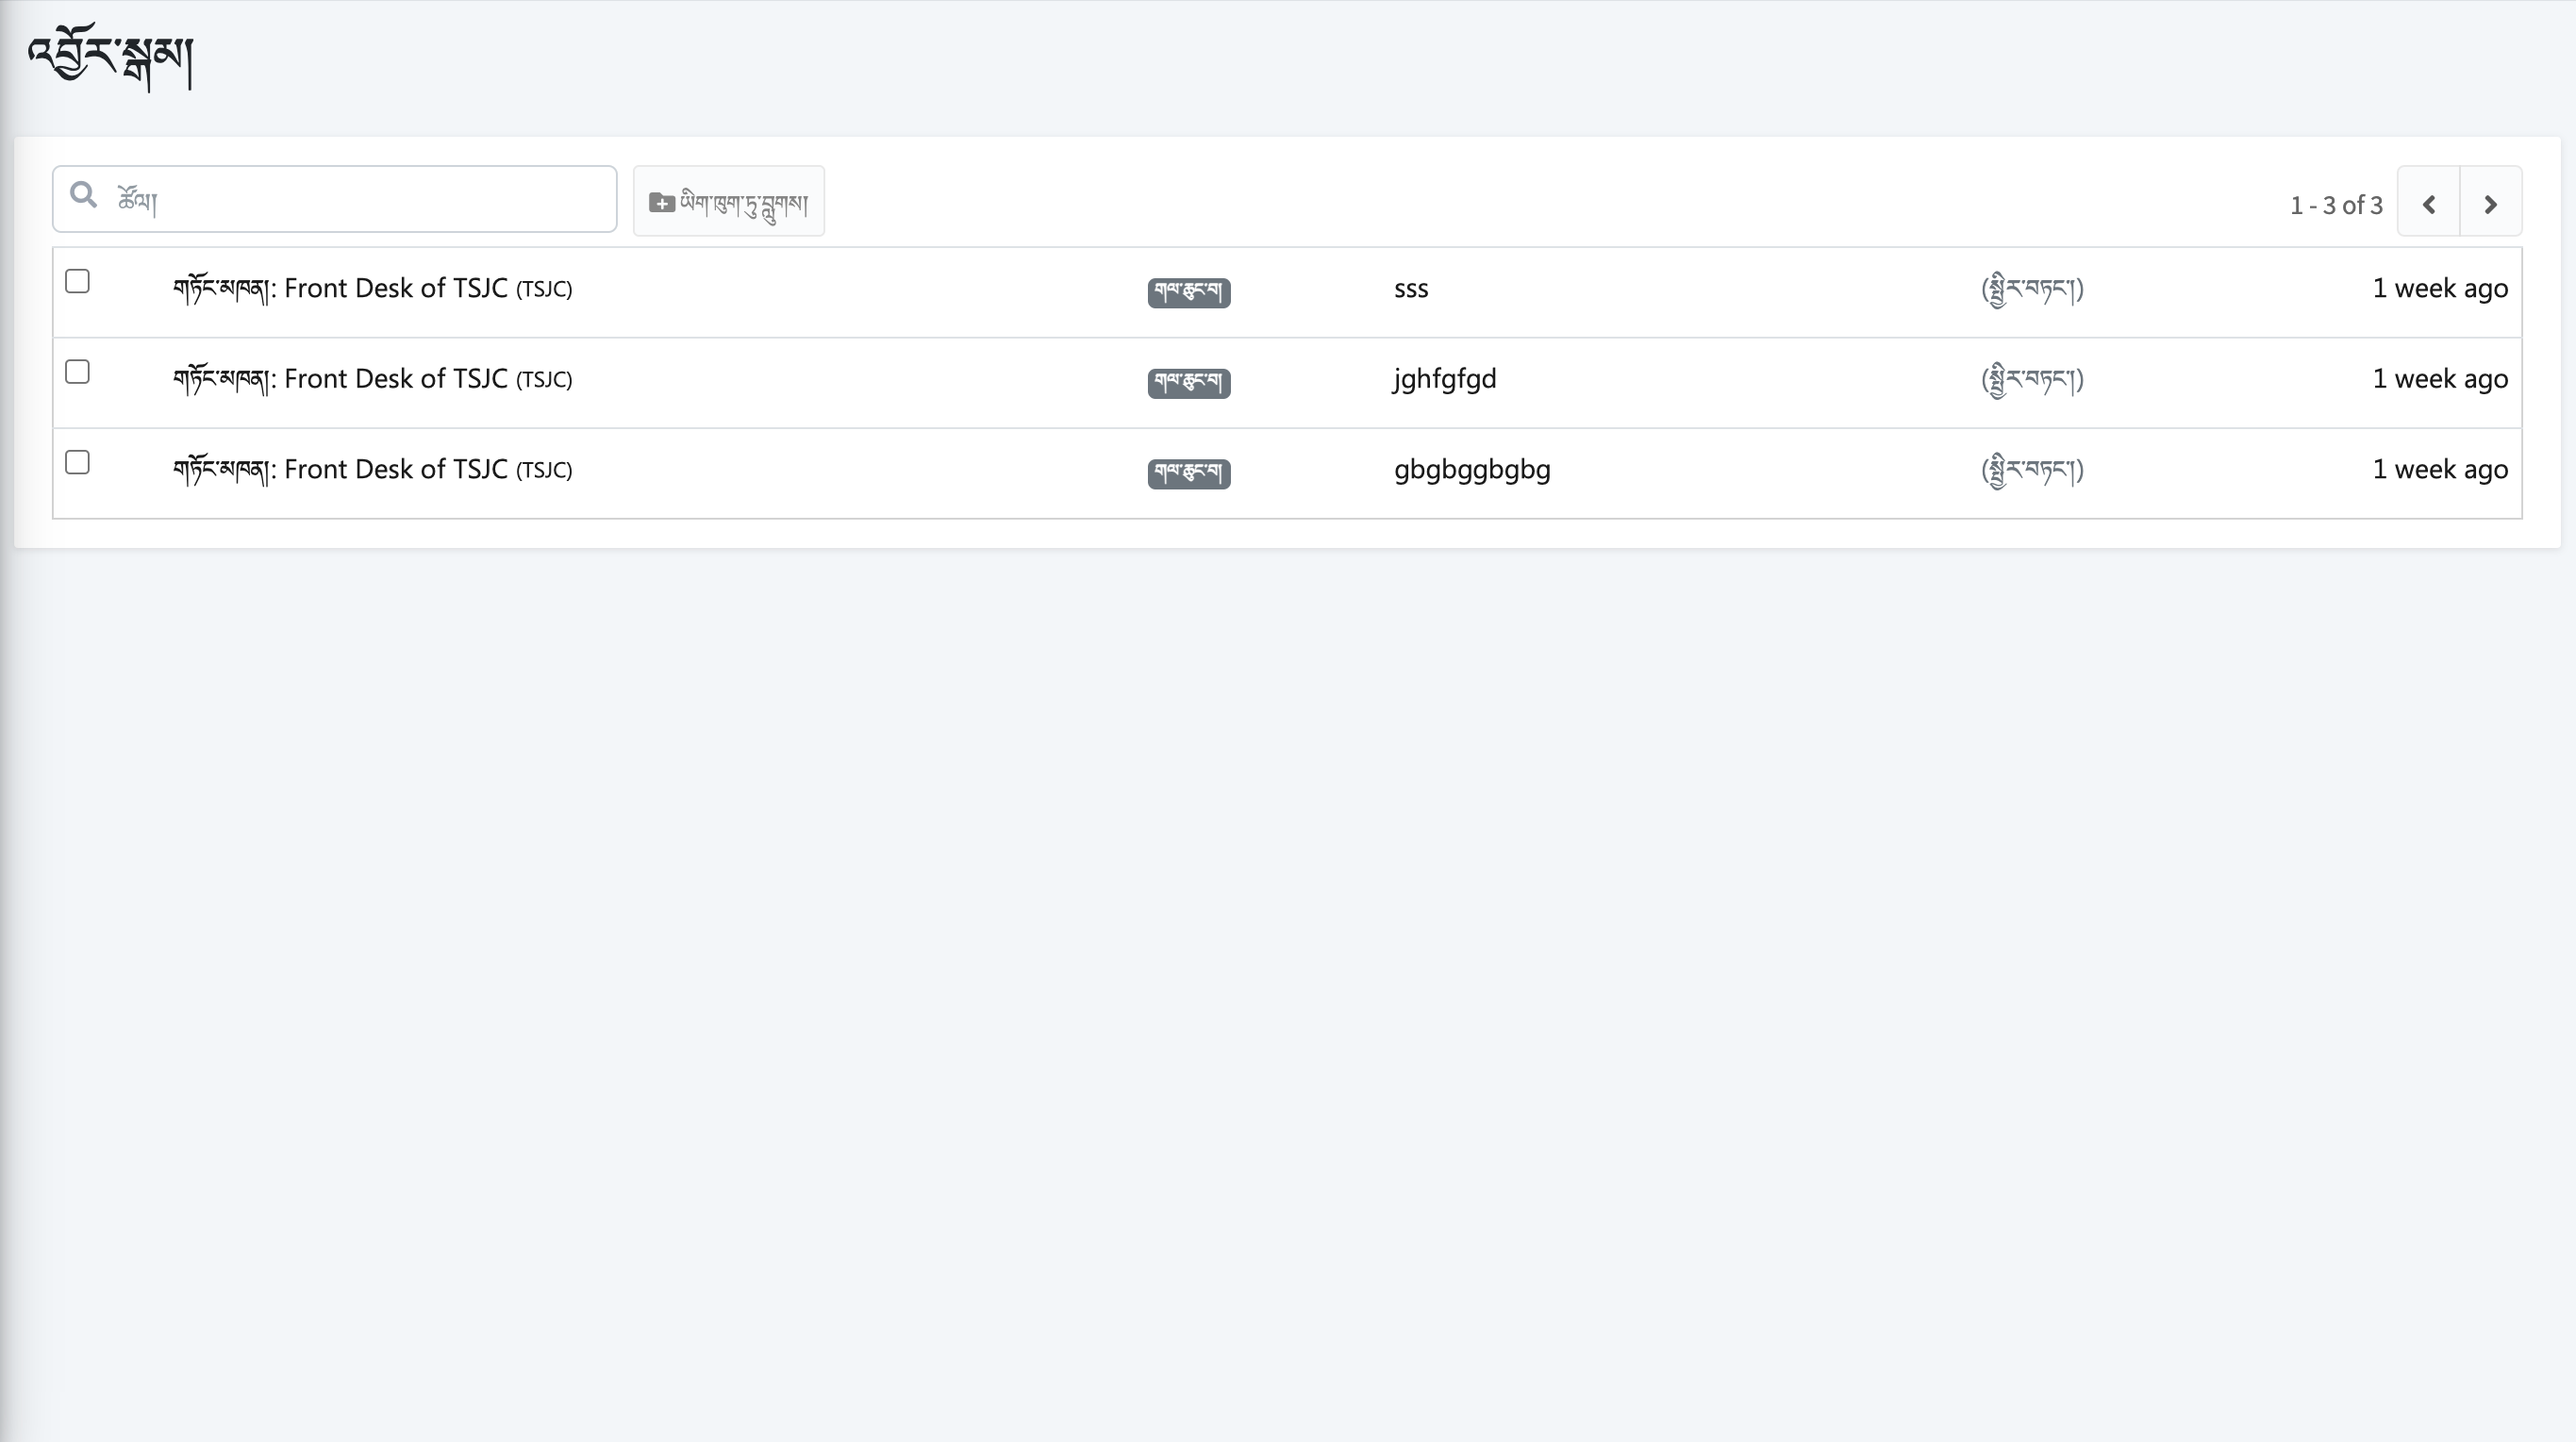 འབྱོར་སྒམ།
ཚོལ།
ཡིག་ཁུག་ཏུ་བླུགས།
1 - 3 of 3
གཏོང་མཁན།: Front Desk of TSJC (TSJC) གལ་ཆུང་བ། sss (སྤྱིར་བཏང་།) 1 week ago
གཏོང་མཁན།: Front Desk of TSJC (TSJC) གལ་ཆུང་བ། jghfgfgd (སྤྱིར་བཏང་།) 1 week ago
གཏོང་མཁན།: Front Desk of TSJC (TSJC) གལ་ཆུང་བ། gbgbggbgbg (སྤྱིར་བཏང་།) 1 week ago